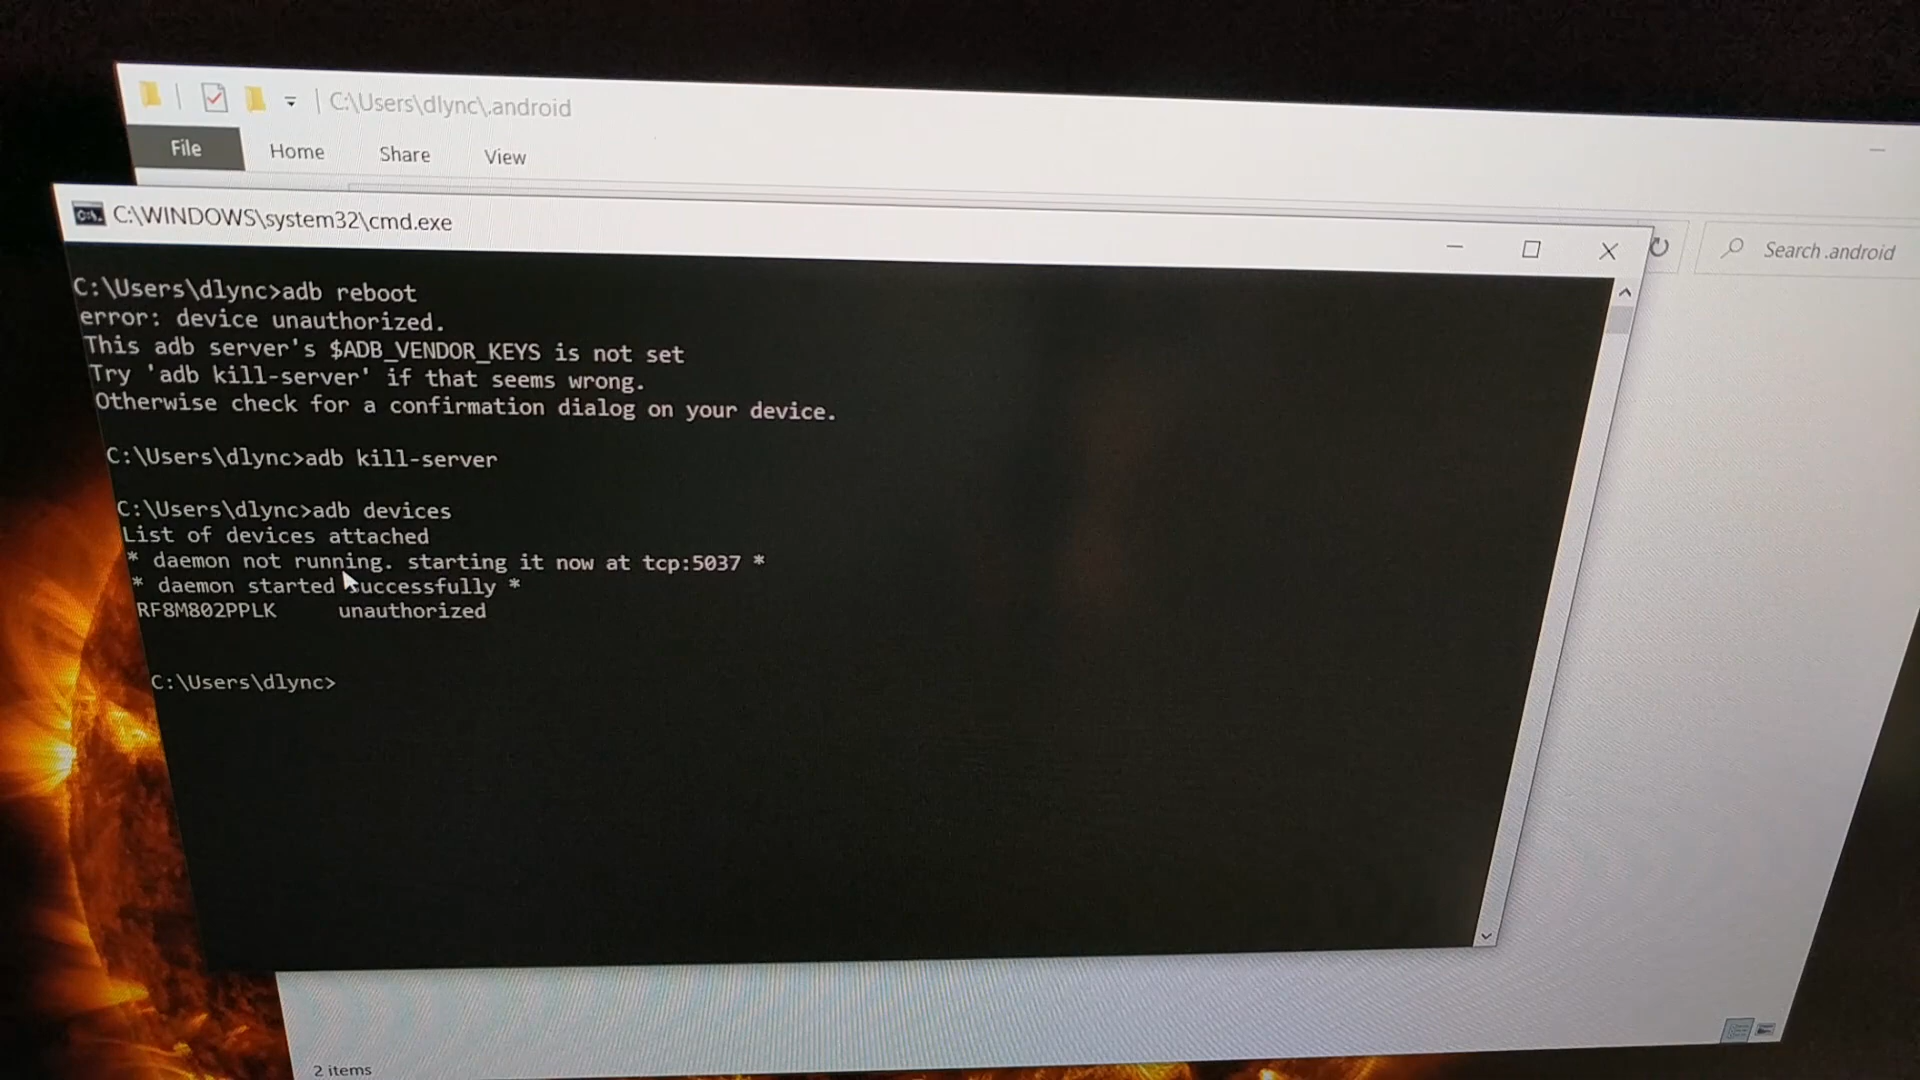 C:\Users\dlync\.android
File Home Share View
C:\WINDOWS\system32\cmd.exe
Search .android
C:\Users\dlync>adb reboot
error: device unauthorized.
This adb server's $ADB_VENDOR_KEYS is not set
Try 'adb kill-server' if that seems wrong.
Otherwise check for a confirmation dialog on your device.
C:\Users\dlync>adb kill-server
C:\Users\dlync>adb devices
List of devices attached
* daemon not running. starting it now at tcp:5037 *
* daemon started successfully *
RF8M802PPLK unauthorized
C:\Users\dlync>
2 items